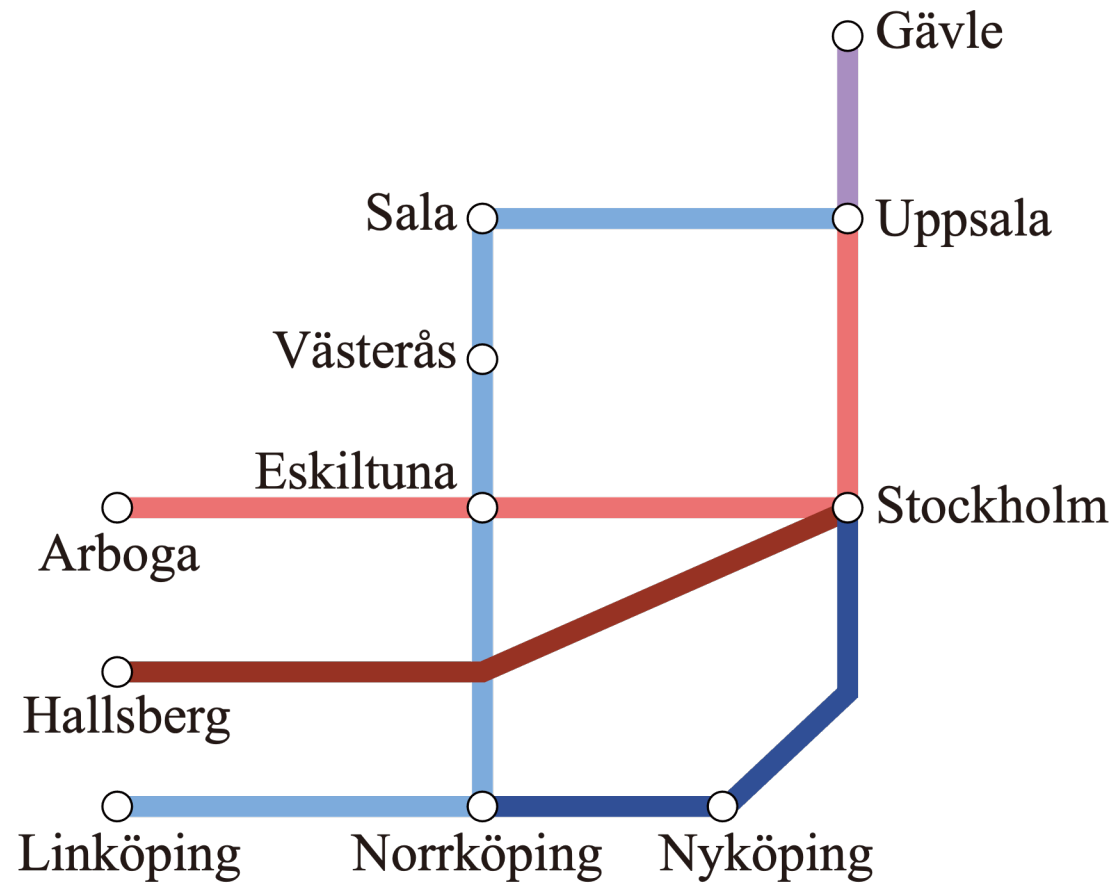 Gävle
Sala
Uppsala
Västerås
Eskiltuna
Stockholm
Arboga
Hallsberg
Linköping
Norrköping
Nyköping